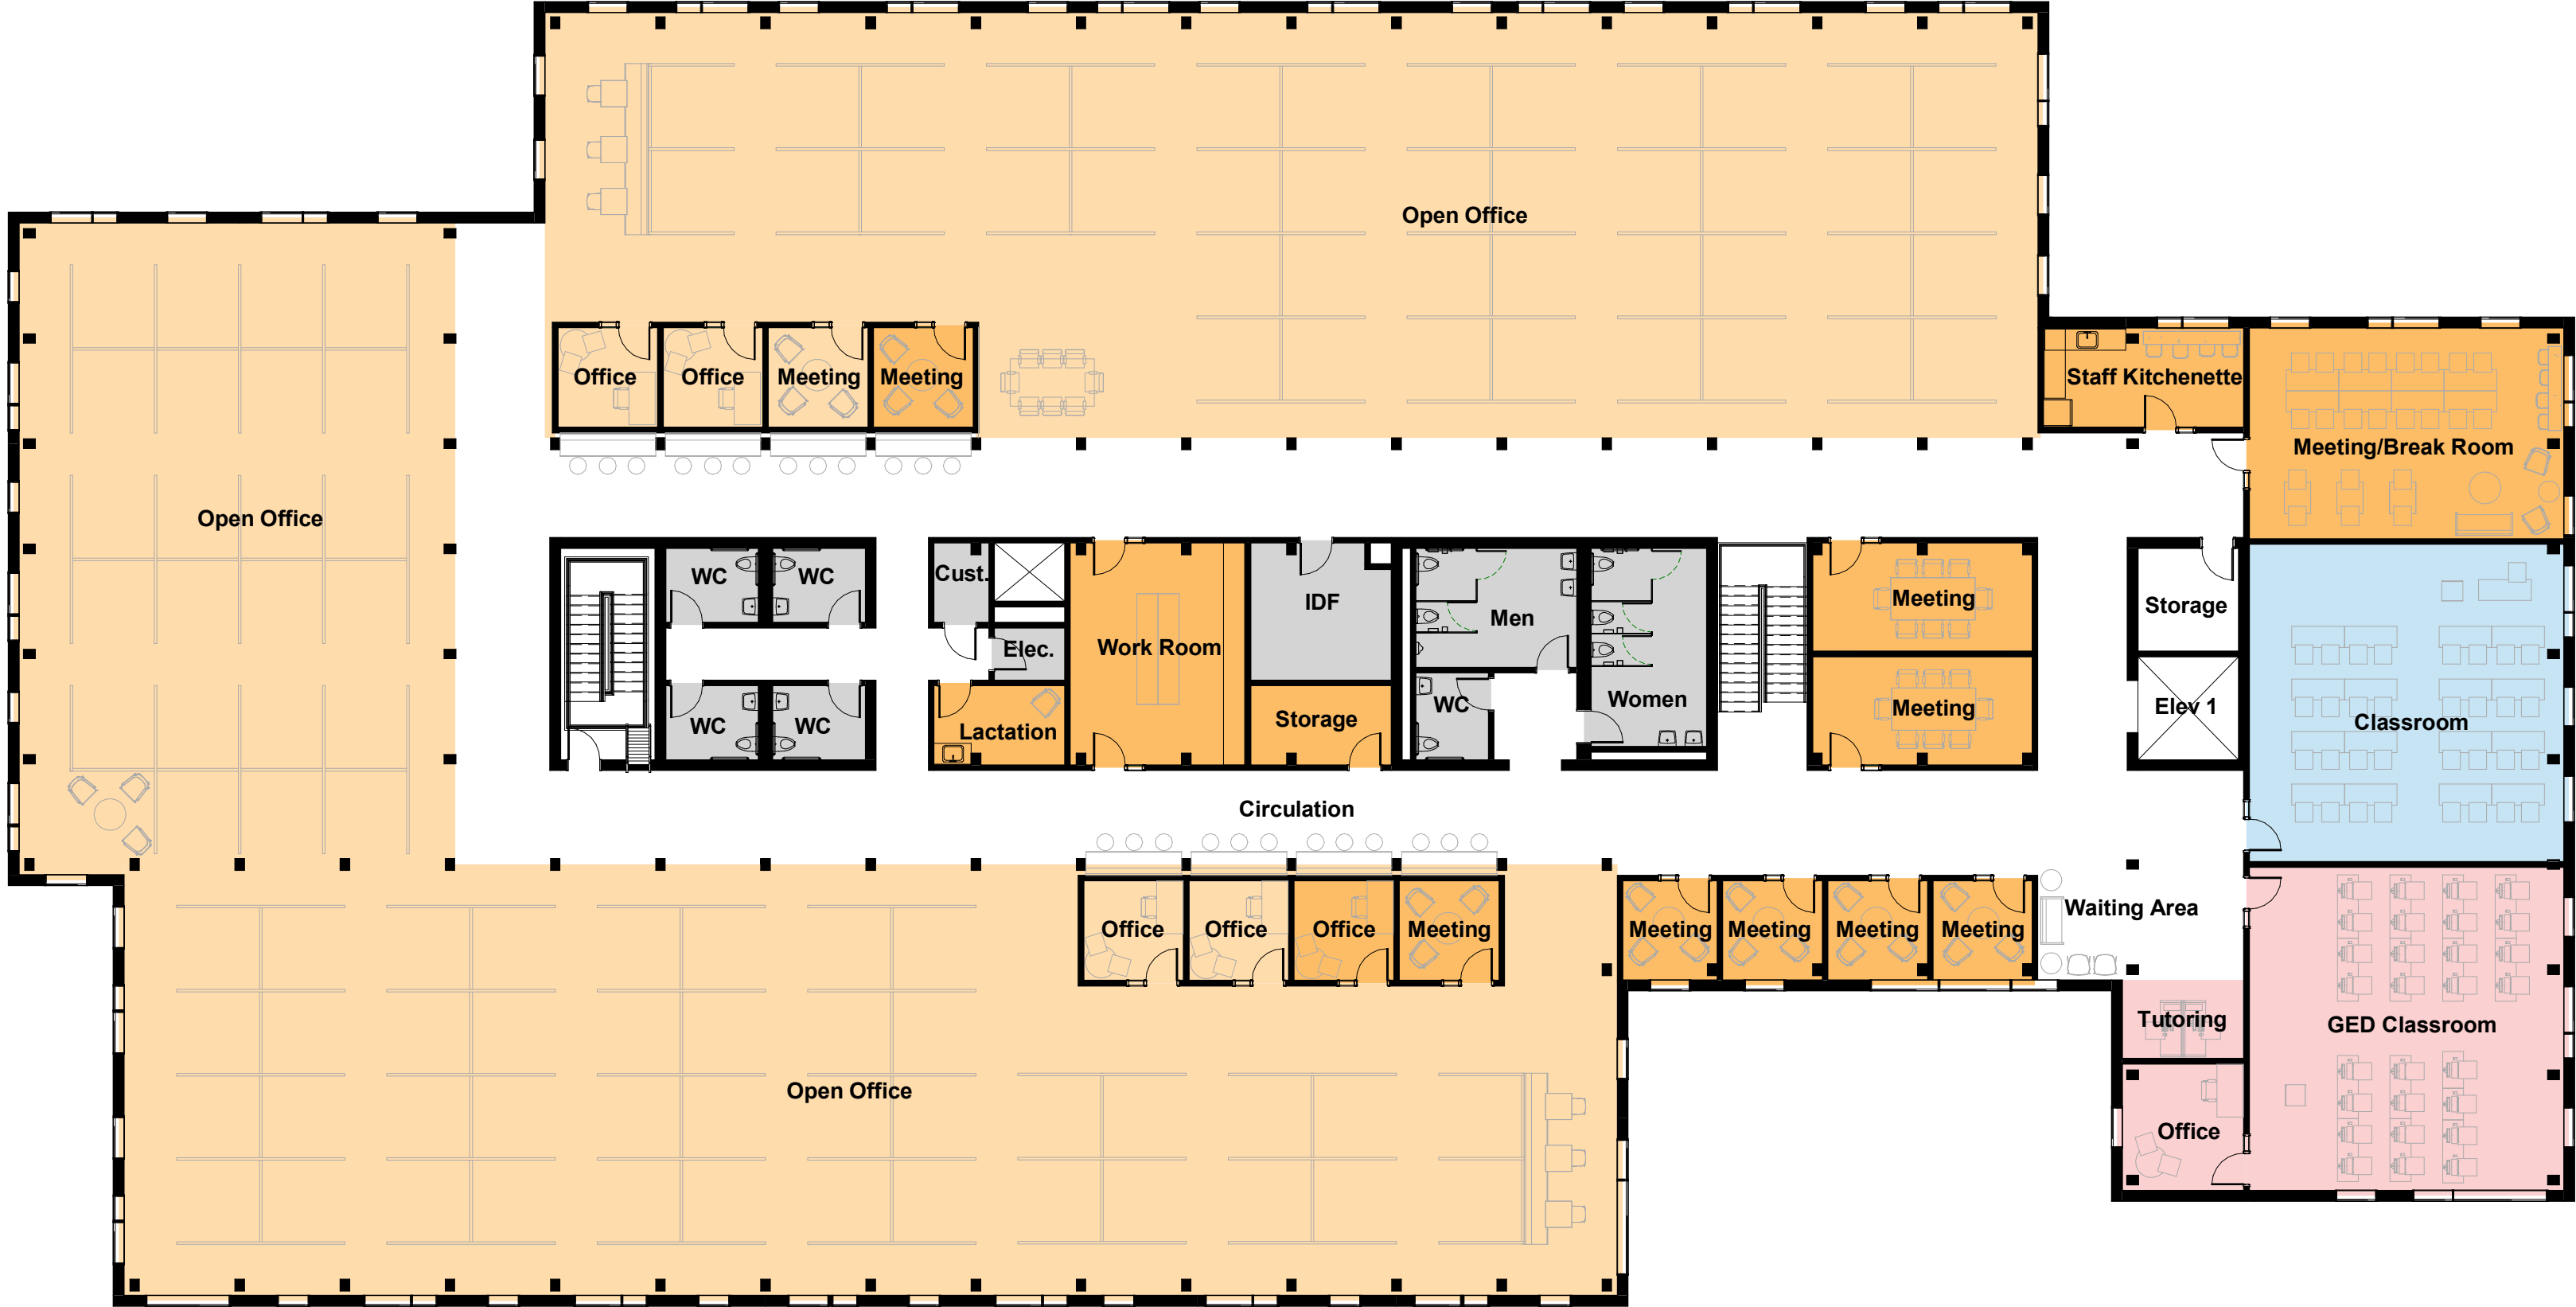 Open Office
Office
Office
Meeting
Meeting
Staff Kitchenette
Meeting/Break Room
Open Office
WC
WC
Cust.
IDF
Men
Meeting
Storage
Elec.
Work Room
WC
WC
Lactation
Storage
WC
Women
Meeting
Elev 1
Classroom
Circulation
Office
Office
Office
Meeting
Meeting
Meeting
Meeting
Meeting
Waiting Area
Tutoring
GED Classroom
Open Office
Office